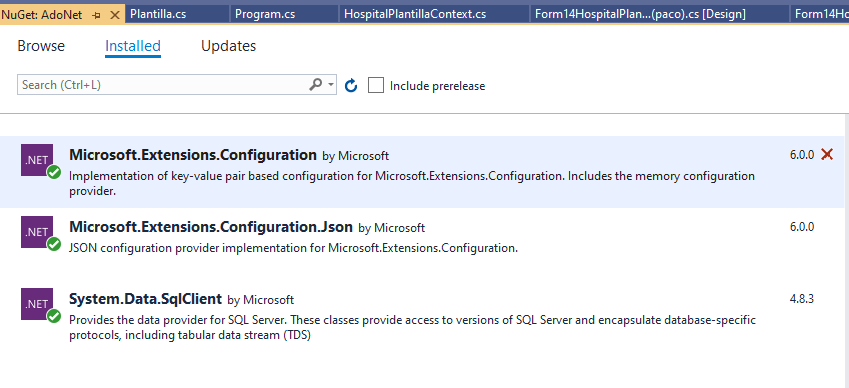 NuGet: AdoNet
Plantilla.cs
Program.cs
HospitalPlantillaContext.cs
Form14HospitalPlan...(paco).cs [Design]
Form14Ho
Browse
Installed
Updates
Search (Ctrl+L)
Include prerelease
.NET
Microsoft.Extensions.Configuration by Microsoft
6.0.0
Implementation of key-value pair based configuration for Microsoft.Extensions.Configuration. Includes the memory configuration
provider.
.NET
Microsoft.Extensions.Configuration.Json by Microsoft
6.0.0
JSON configuration provider implementation for Microsoft.Extensions.Configuration.
.NET
System.Data.SqlClient by Microsoft
4.8.3
Provides the data provider for SQL Server. These classes provide access to versions of SQL Server and encapsulate database-specific
protocols, including tabular data stream (TDS)